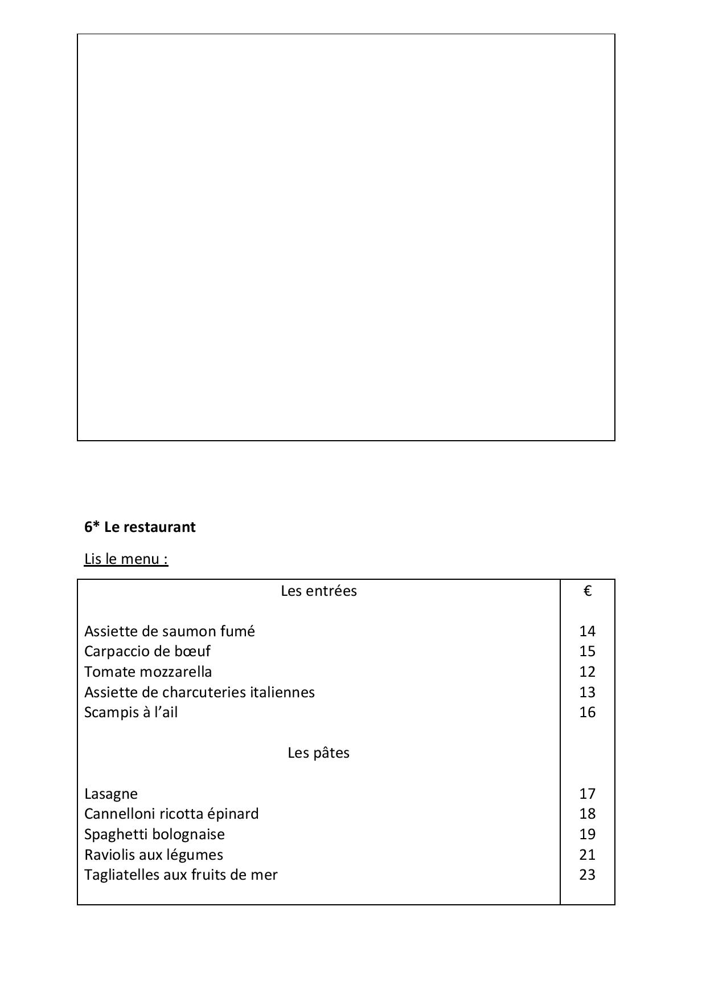 6* Le restaurant
Lis le menu :
Les entrées €
Assiette de saumon fumé 14
Carpaccio de bœuf 15
Tomate mozzarella 12
Assiette de charcuteries italiennes 13
Scampis à l’ail 16
Les pâtes
Lasagne 17
Cannelloni ricotta épinard 18
Spaghetti bolognaise 19
Raviolis aux légumes 21
Tagliatelles aux fruits de mer 23